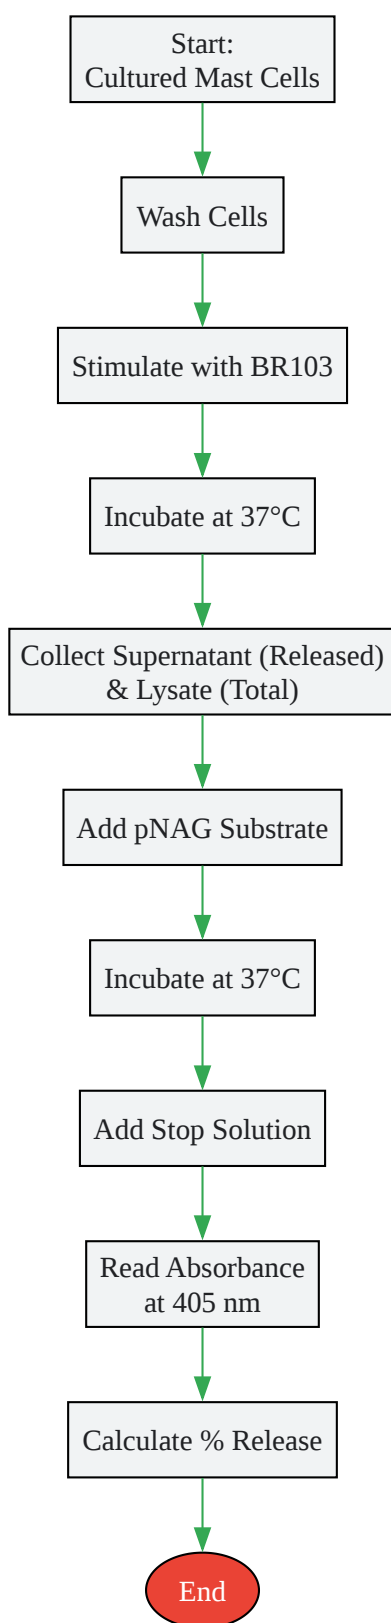 Start:
Cultured Mast Cells
Wash Cells
Stimulate with BR103
Incubate at 37°C
Collect Supernatant (Released)
& Lysate (Total)
Add pNAG Substrate
Incubate at 37°C
Add Stop Solution
Read Absorbance
at 405 nm
Calculate % Release
End